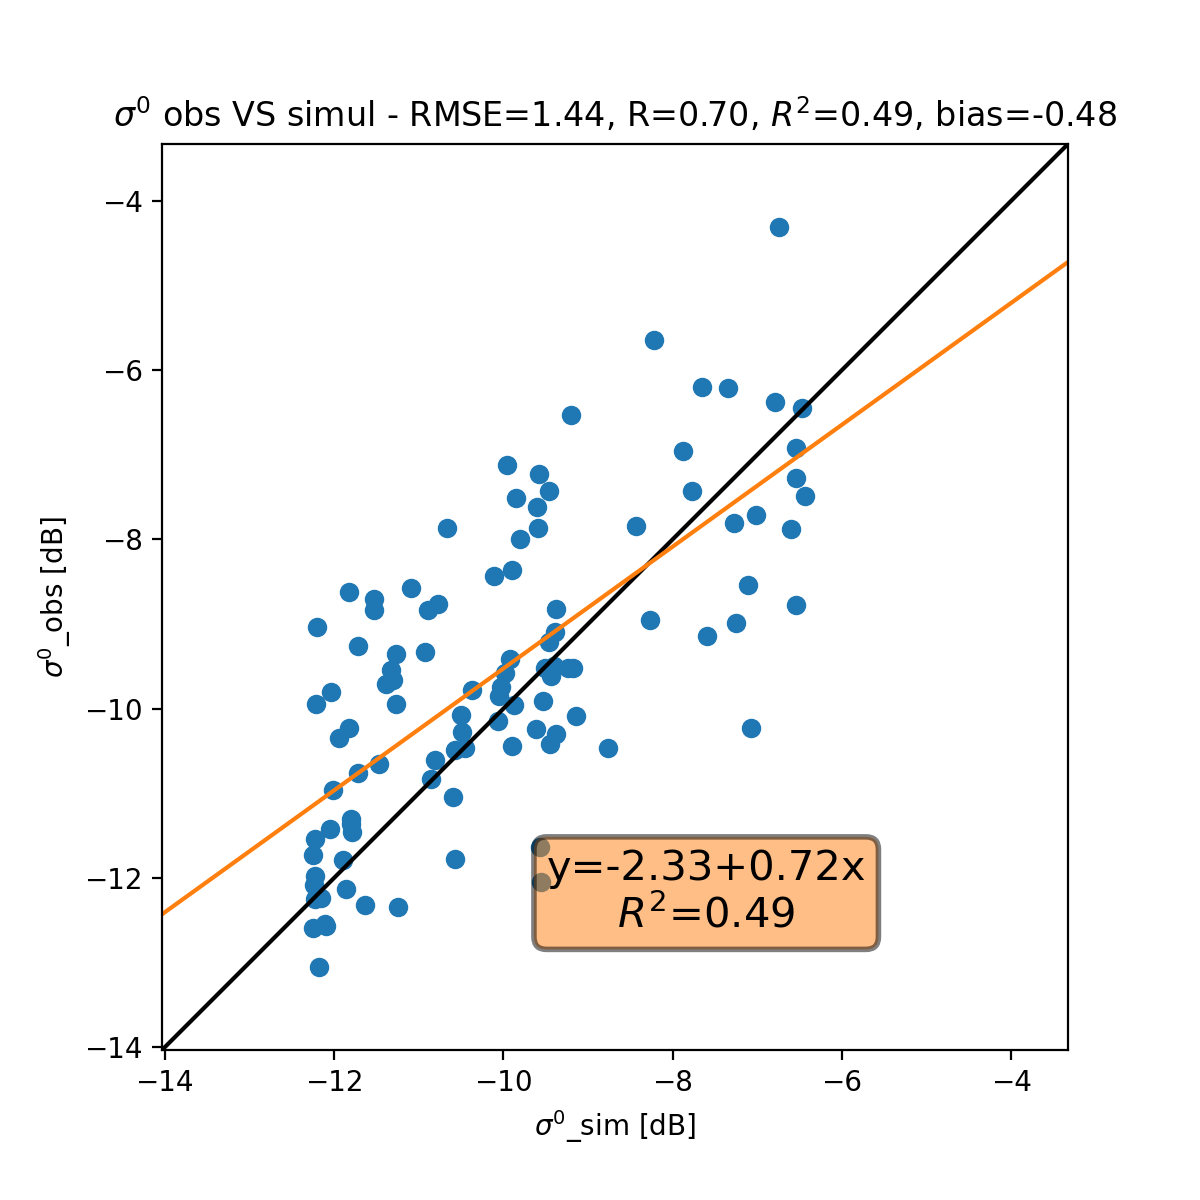 σ⁰ obs VS simul - RMSE=1.44, R=0.70, R²=0.49, bias=-0.48
−4
−6
−8
−10
−12
−14
σ⁰_obs [dB]
y=-2.33+0.72x
R²=0.49
−14 −12 −10 −8 −6 −4
σ⁰_sim [dB]